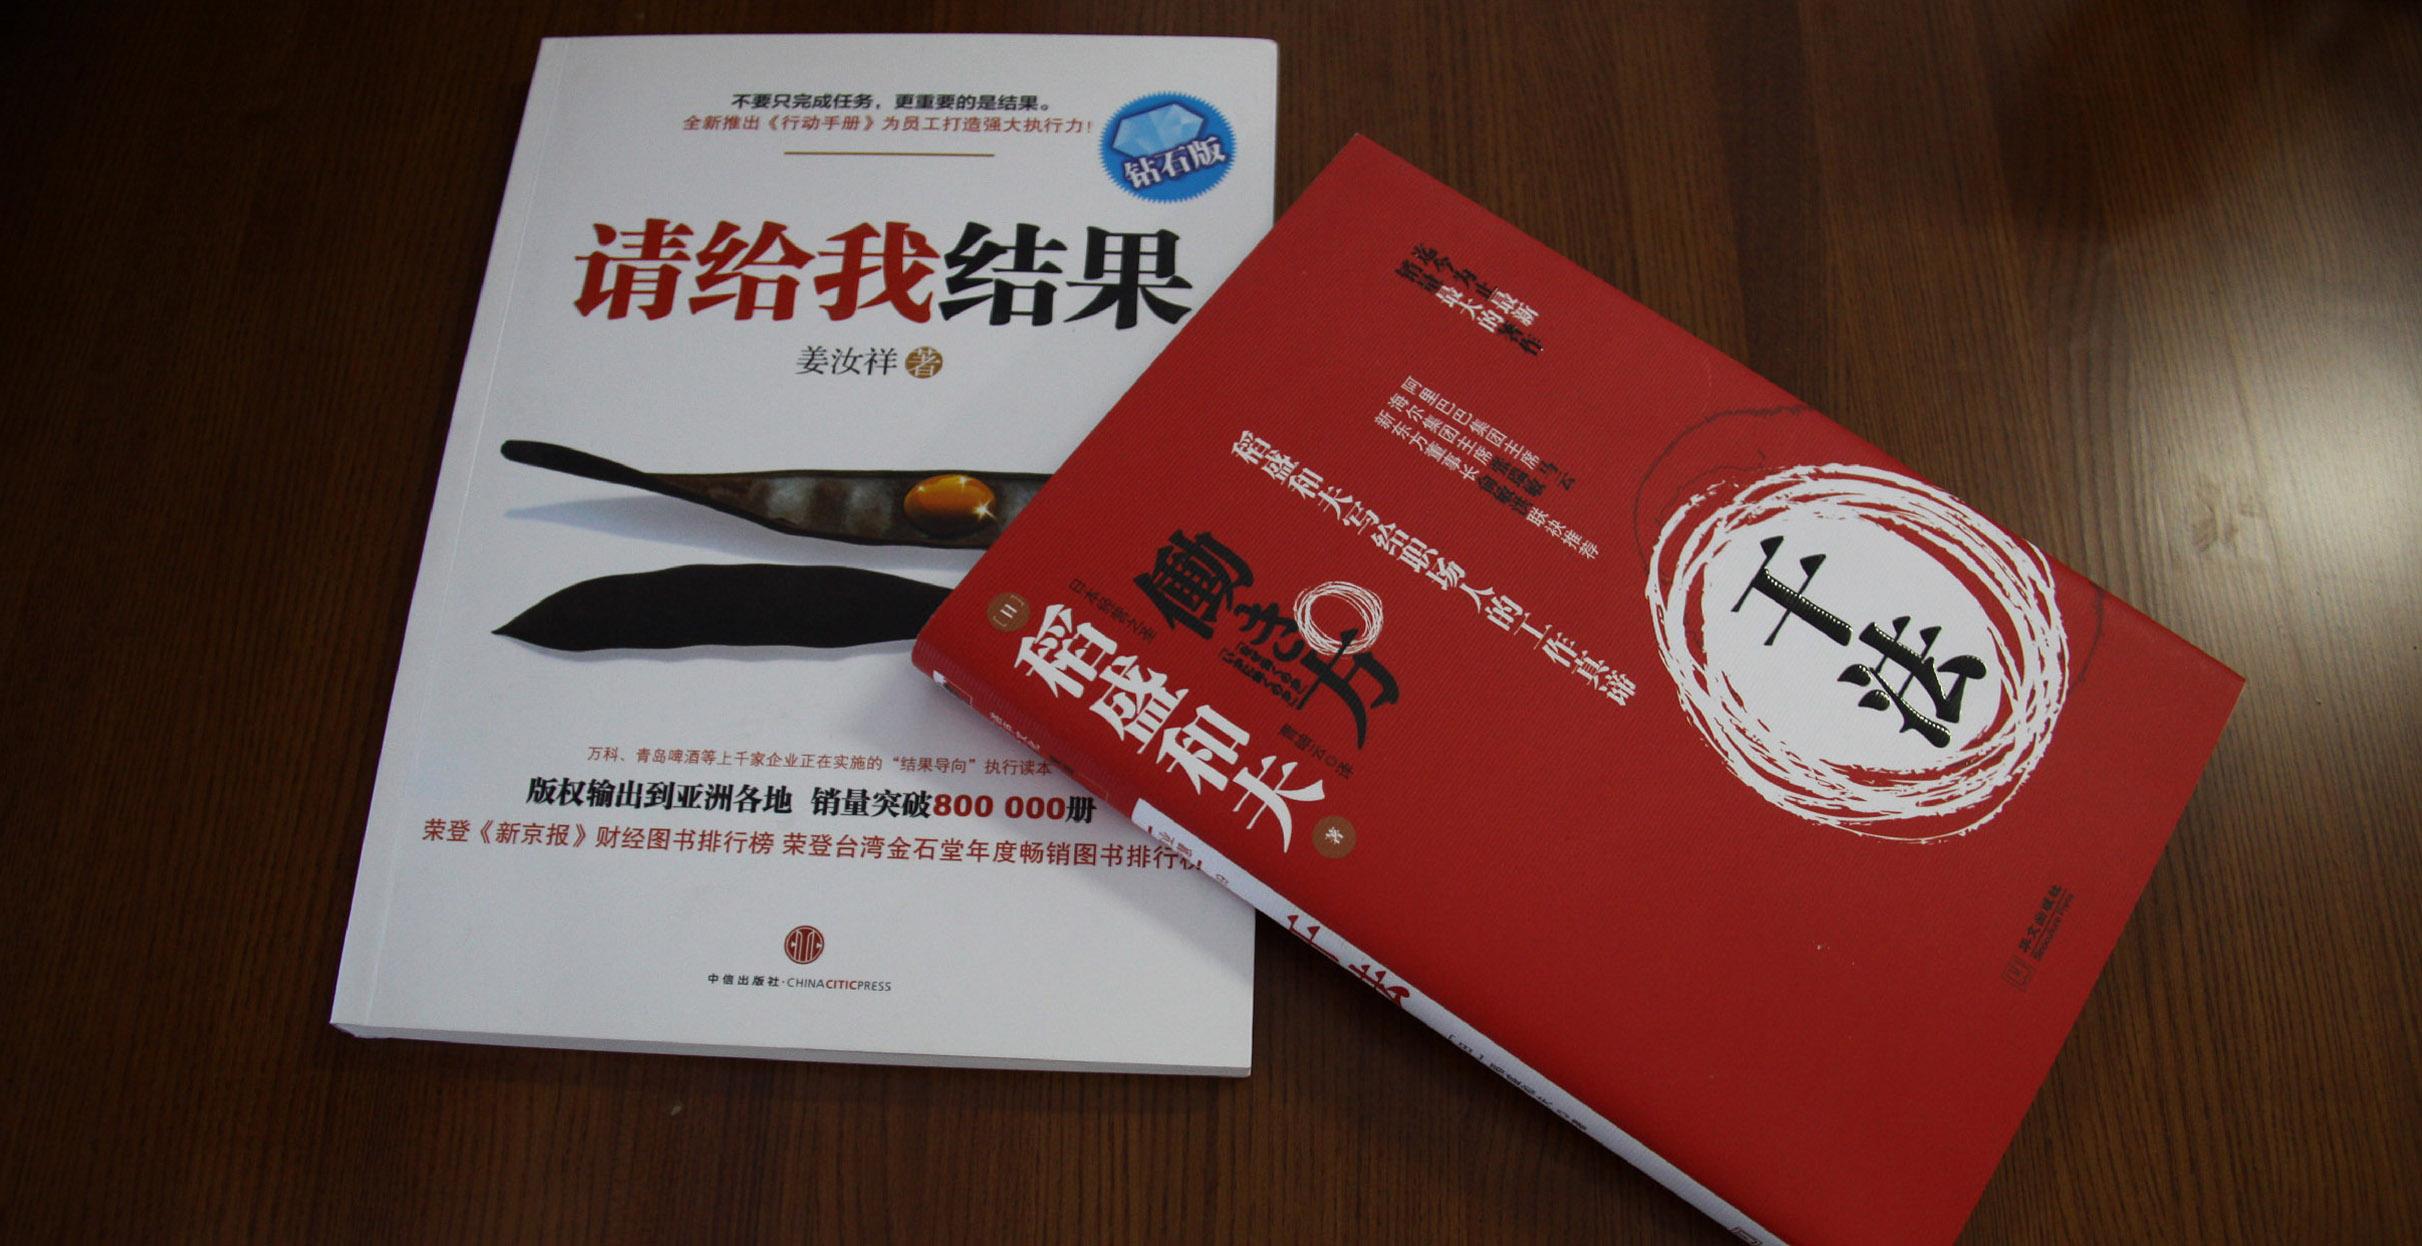 不要只完成任务，更重要的是结果。
全新推出《行动手册》为员工打造强大执行力！
钻石版
请给我结果
姜汝祥 著
万科、青岛啤酒等上千家企业正在实施的“结果导向”执行读本
版权输出到亚洲各地 销量突破800 000册
荣登《新京报》财经图书排行榜 荣登台湾金石堂年度畅销图书排行榜
中信出版社·CHINACITICPRESS
迄今为止最新
销量最大的著作
阿里巴巴集团主席马云
海尔集团主席张瑞敏
新东方董事长俞敏洪联袂推荐
稻盛和夫写给职场人的工作真谛
干法
働き方
日本经营之圣
[日]
稻盛和夫
著
曹岫云◎译
华文出版社
干法